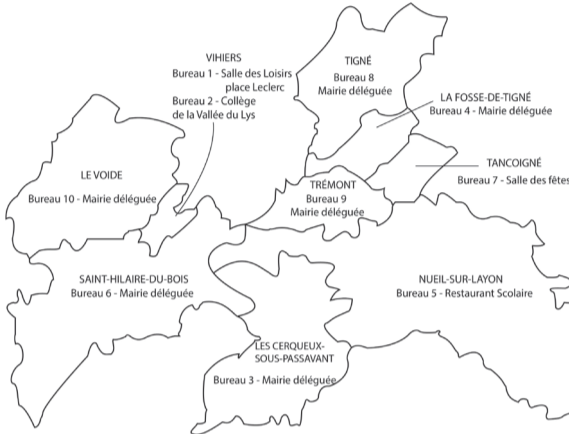 VIHIERS
Bureau 1 - Salle des Loisirs
place Leclerc
Bureau 2 - Collège
de la Vallée du Lys
TIGNÉ
Bureau 8
Mairie déléguée
LA FOSSE-DE-TIGNÉ
Bureau 4 - Mairie déléguée
TANCOIGNÉ
Bureau 7 - Salle des fêtes
LE VOIDE
Bureau 10 - Mairie déléguée
TRÉMONT
Bureau 9
Mairie déléguée
SAINT-HILAIRE-DU-BOIS
Bureau 6 - Mairie déléguée
NUEIL-SUR-LAYON
Bureau 5 - Restaurant Scolaire
LES CERQUEUX-
SOUS-PASSAVANT
Bureau 3 - Mairie déléguée